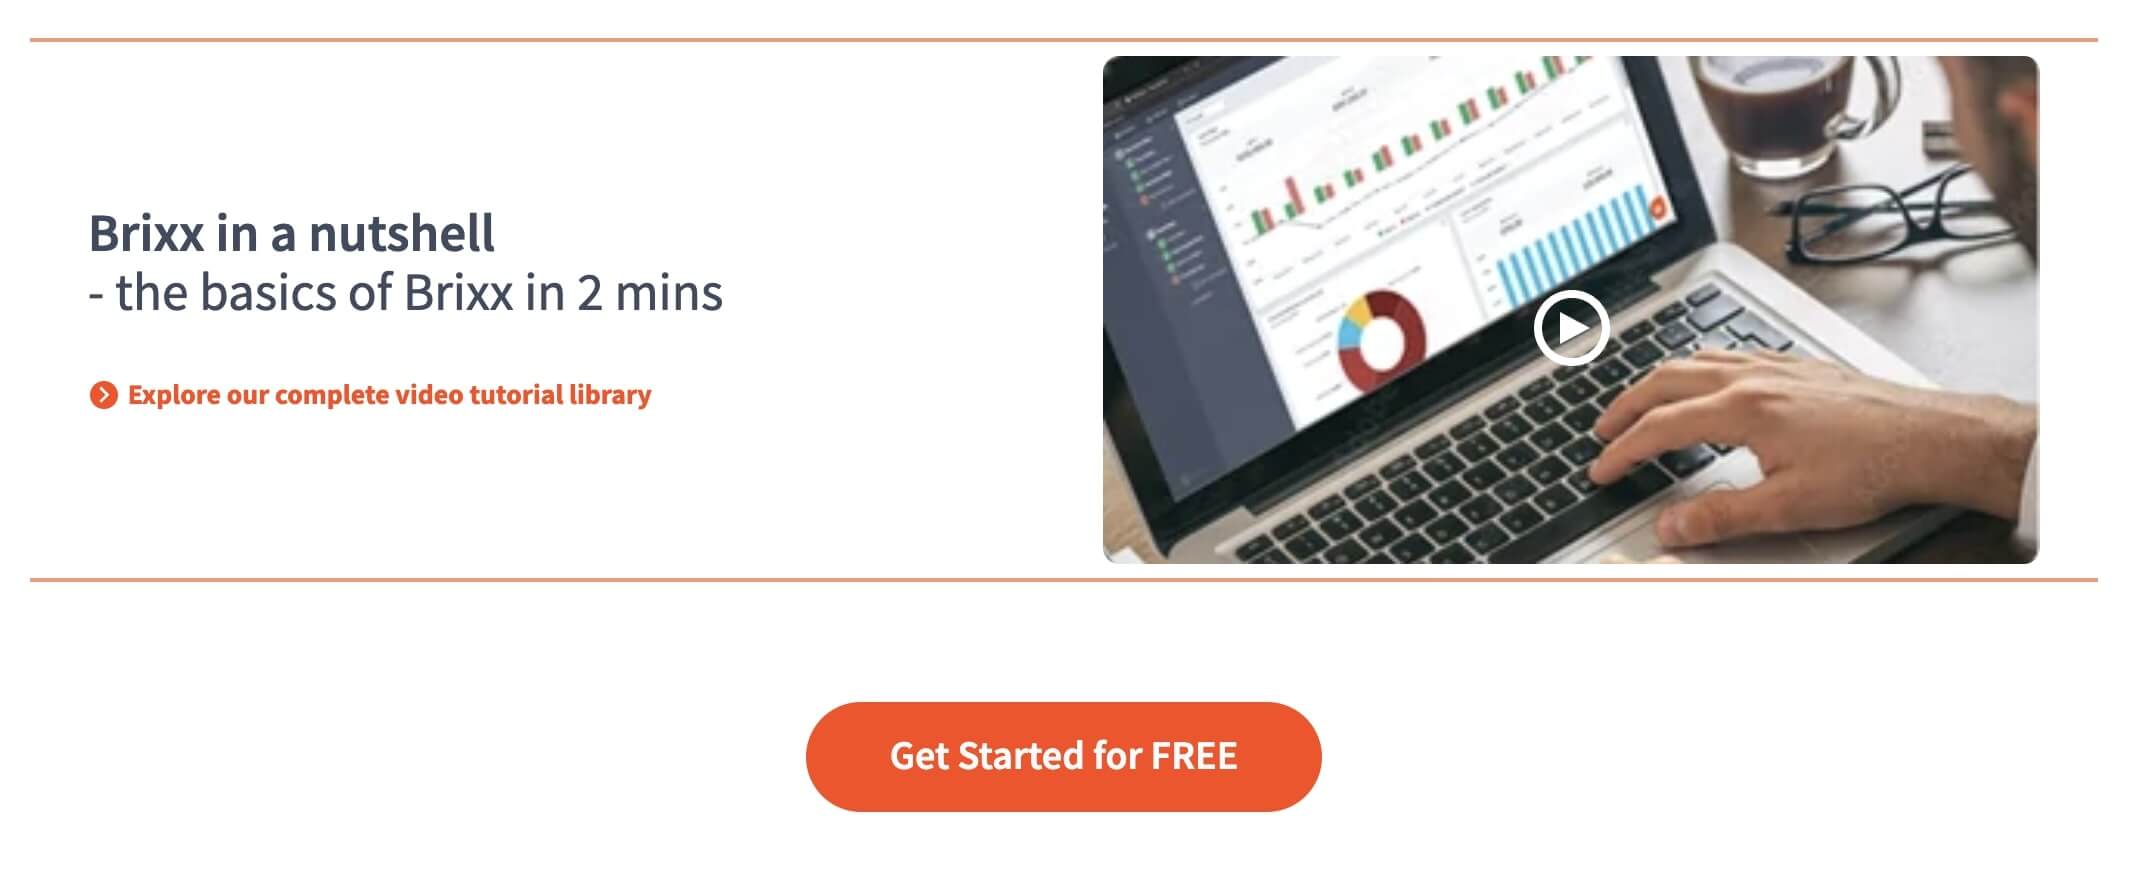 Brixx in a nutshell
- the basics of Brixx in 2 mins
Explore our complete video tutorial library
Get Started for FREE